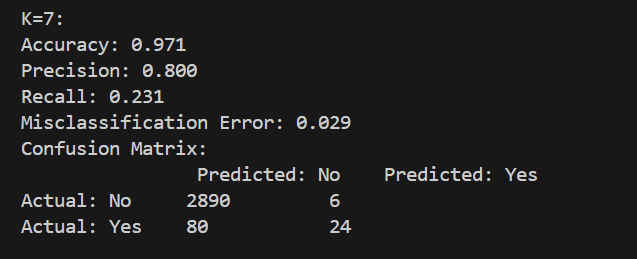 K=7:
Accuracy: 0.971
Precision: 0.800
Recall: 0.231
Misclassification Error: 0.029
Confusion Matrix:
Predicted: No Predicted: Yes
Actual: No 2890 6
Actual: Yes 80 24